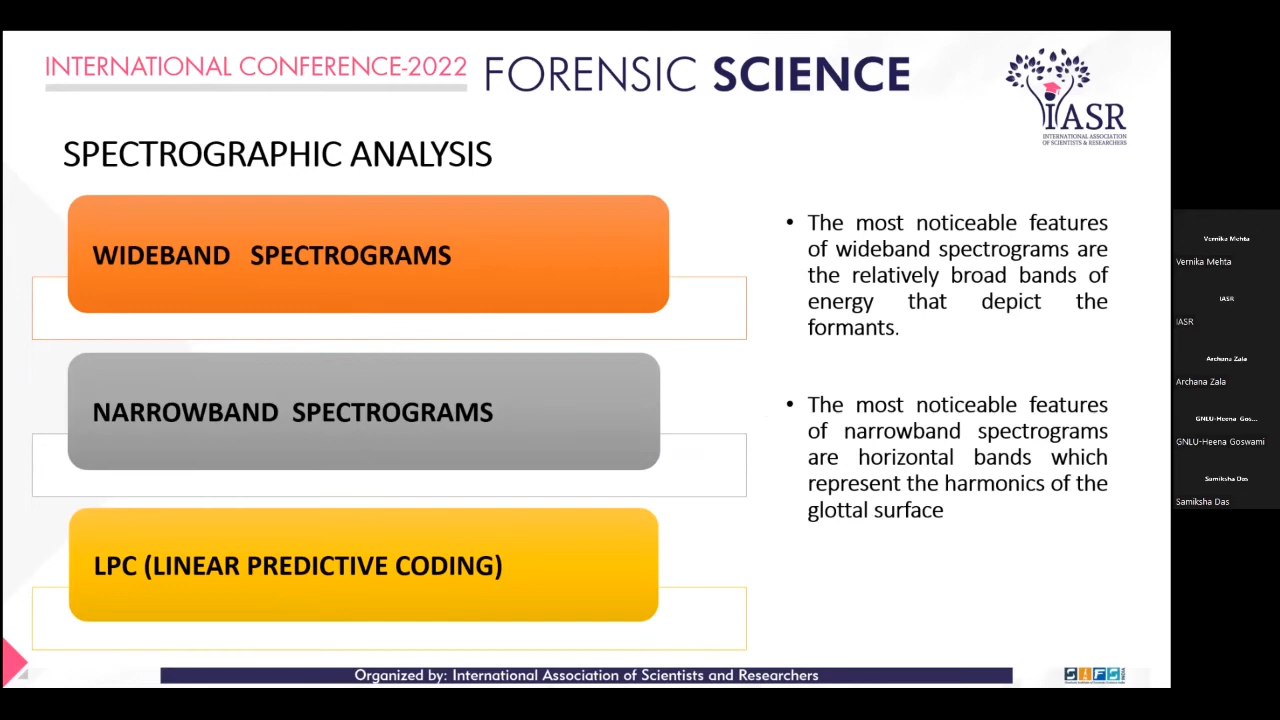 INTERNATIONAL CONFERENCE-2022 FORENSIC SCIENCE
IASR
INTERNATIONAL ASSOCIATION
OF SCIENTISTS & RESEARCHERS
SPECTROGRAPHIC ANALYSIS
WIDEBAND SPECTROGRAMS
NARROWBAND SPECTROGRAMS
LPC (LINEAR PREDICTIVE CODING)
• The most noticeable features
of wideband spectrograms are
the relatively broad bands of
energy that depict the
formants.
• The most noticeable features
of narrowband spectrograms
are horizontal bands which
represent the harmonics of the
glottal surface
Organized by: International Association of Scientists and Researchers
SIFS
Vernika Mehta
Vernika Mehta
IASR
IASR
Archana Zala
Archana Zala
GNLU-Heena Gos...
GNLU-Heena Goswami
Samiksha Das
Samiksha Das